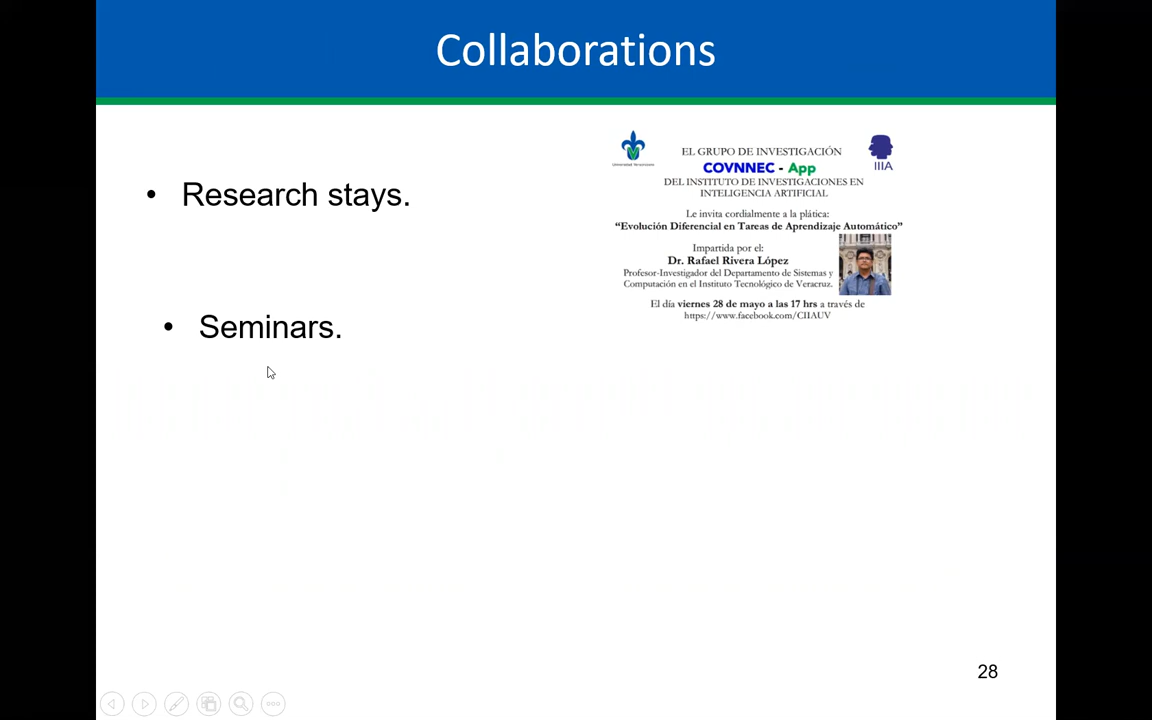 Collaborations
• Research stays.
• Seminars.
Universidad Veracruzana
IIIA
EL GRUPO DE INVESTIGACIÓN
COVNNEC - App
DEL INSTITUTO DE INVESTIGACIONES EN
INTELIGENCIA ARTIFICIAL
Le invita cordialmente a la plática:
“Evolución Diferencial en Tareas de Aprendizaje Automático”
Impartida por el:
Dr. Rafael Rivera López
Profesor-Investigador del Departamento de Sistemas y
Computación en el Instituto Tecnológico de Veracruz.
El día viernes 28 de mayo a las 17 hrs a través de
https://www.facebook.com/CIIAUV
28